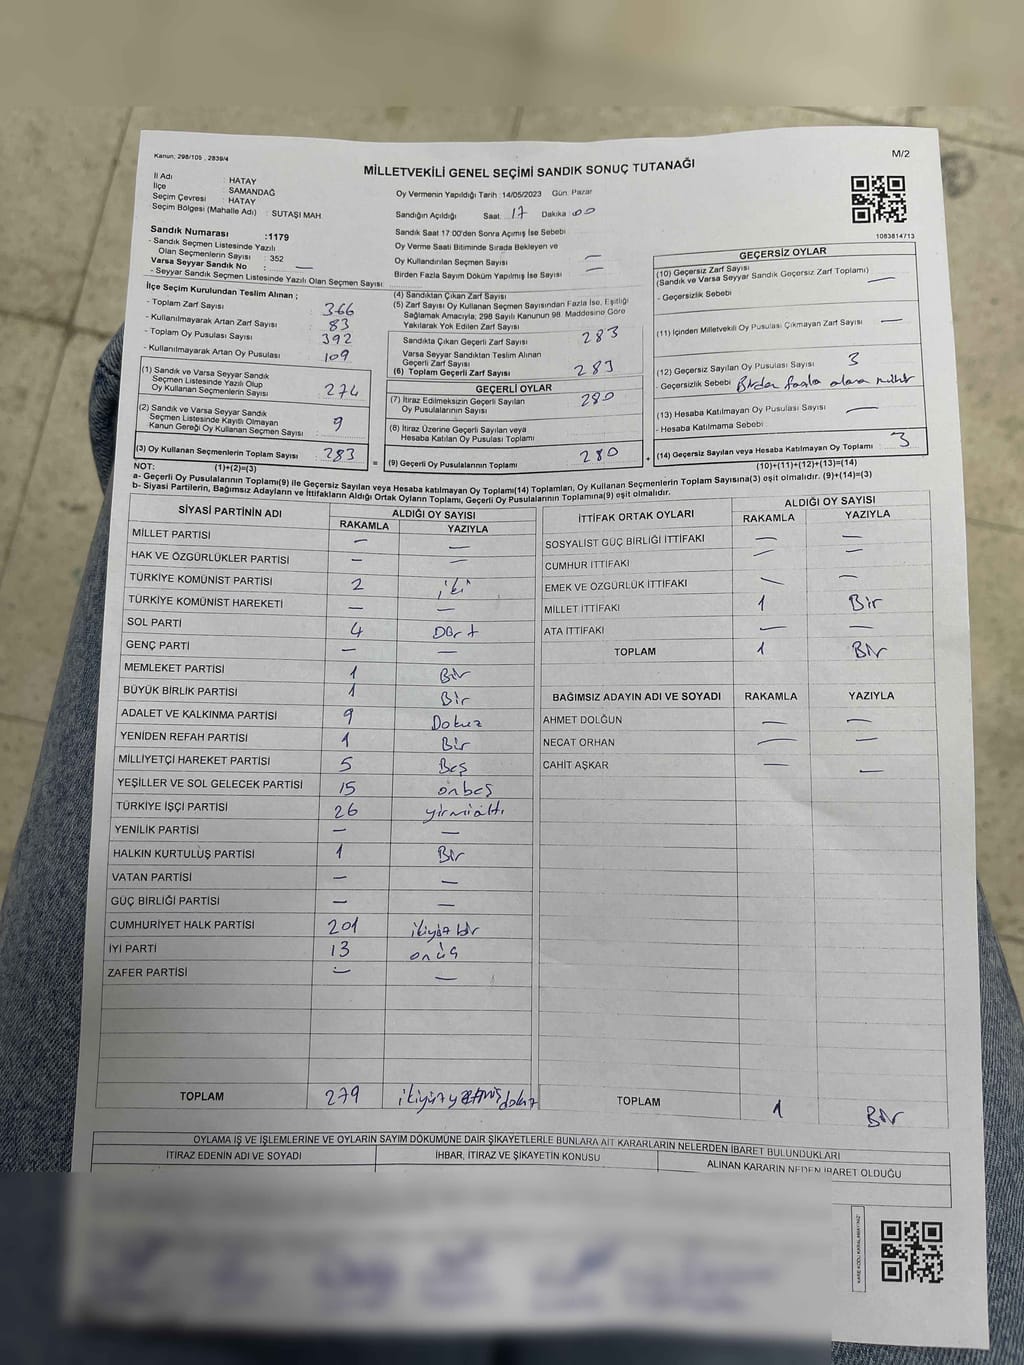 Kanun, 298/105 , 2839/4
M/2
MİLLETVEKİLİ GENEL SEÇİMİ SANDIK SONUÇ TUTANAĞI
İl Adı : HATAY
İlçe : SAMANDAĞ
Seçim Çevresi : HATAY
Seçim Bölgesi (Mahalle Adı) : SUTAŞI MAH.
Oy Vermenin Yapıldığı Tarih :14/05/2023 Gün: Pazar
Sandığın Açıldığı Saat: 17 Dakika 00
1083814713
Sandık Numarası :1179
- Sandık Seçmen Listesinde Yazılı
Olan Seçmenlerin Sayısı : 352
Varsa Seyyar Sandık No : —
- Seyyar Sandık Seçmen Listesinde Yazılı Olan Seçmen Sayısı:
Sandık Saat 17:00'den Sonra Açımış İse Sebebi
Oy Verme Saati Bitiminde Sırada Bekleyen ve
Oy Kullandırılan Seçmen Sayısı —
Birden Fazla Sayım Döküm Yapılmış İse Sayısı —
İlçe Seçim Kurulundan Teslim Alınan ;
- Toplam Zarf Sayısı 366
- Kullanılmayarak Artan Zarf Sayısı 83
- Toplam Oy Pusulası Sayısı 392
- Kullanılmayarak Artan Oy Pusulası 109
(1) Sandık ve Varsa Seyyar Sandık
Seçmen Listesinde Yazılı Olup
Oy Kullanan Seçmenlerin Sayısı 274
(2) Sandık ve Varsa Seyyar Sandık
Seçmen Listesinde Kayıtlı Olmayan
Kanun Gereği Oy Kullanan Seçmen Sayısı 9
(3) Oy Kullanan Seçmenlerin Toplam Sayısı 283
(4) Sandıktan Çıkan Zarf Sayısı
(5) Zarf Sayısı Oy Kullanan Seçmen Sayısından Fazla İse, Eşitliği
Sağlamak Amacıyla; 298 Sayılı Kanunun 98. Maddesine Göre
Yakılarak Yok Edilen Zarf Sayısı
Sandıkta Çıkan Geçerli Zarf Sayısı 283
Varsa Seyyar Sandıktan Teslim Alınan
Geçerli Zarf Sayısı
(6) Toplam Geçerli Zarf Sayısı 283
GEÇERLİ OYLAR
(7) İtiraz Edilmeksizin Geçerli Sayılan
Oy Pusulalarının Sayısı 280
(8) İtiraz Üzerine Geçerli Sayılan veya
Hesaba Katılan Oy Pusulası Toplamı
= (9) Geçerli Oy Pusulalarının Toplamı 280 +
GEÇERSİZ OYLAR
(10) Geçersiz Zarf Sayısı
(Sandık ve Varsa Seyyar Sandık Geçersiz Zarf Toplamı) —
- Geçersizlik Sebebi
(11) İçinden Milletvekili Oy Pusulası Çıkmayan Zarf Sayısı —
(12) Geçersiz Sayılan Oy Pusulası Sayısı 3
- Geçersizlik Sebebi Birden fazla alana mühür
(13) Hesaba Katılmayan Oy Pusulası Sayısı —
- Hesaba Katılmama Sebebi
(14) Geçersiz Sayılan veya Hesaba Katılmayan Oy Toplamı 3
NOT: (1)+(2)=(3)
(10)+(11)+(12)+(13)=(14)
a- Geçerli Oy Pusulalarının Toplamı(9) ile Geçersiz Sayılan veya Hesaba katılmayan Oy Toplamı(14) Toplamları, Oy Kullanan Seçmenlerin Toplam Sayısına(3) eşit olmalıdır. (9)+(14)=(3)
b- Siyasi Partilerin, Bağımsız Adayların ve İttifakların Aldığı Ortak Oyların Toplamı, Geçerli Oy Pusulalarının Toplamına(9) eşit olmalıdır.
SİYASİ PARTİNİN ADI ALDIĞI OY SAYISI
RAKAMLA YAZIYLA
MİLLET PARTİSİ — —
HAK VE ÖZGÜRLÜKLER PARTİSİ — —
TÜRKİYE KOMÜNİST PARTİSİ 2 iki
TÜRKİYE KOMÜNİST HAREKETİ — —
SOL PARTİ 4 Dört
GENÇ PARTİ — —
MEMLEKET PARTİSİ 1 Bir
BÜYÜK BİRLİK PARTİSİ 1 Bir
ADALET VE KALKINMA PARTİSİ 9 Dokuz
YENİDEN REFAH PARTİSİ 1 Bir
MİLLİYETÇİ HAREKET PARTİSİ 5 Beş
YEŞİLLER VE SOL GELECEK PARTİSİ 15 onbeş
TÜRKİYE İŞÇİ PARTİSİ 26 yirmialtı
YENİLİK PARTİSİ — —
HALKIN KURTULUŞ PARTİSİ 1 Bir
VATAN PARTİSİ — —
GÜÇ BİRLİĞİ PARTİSİ — —
CUMHURİYET HALK PARTİSİ 201 ikiyüz bir
İYİ PARTİ 13 onüç
ZAFER PARTİSİ — —
TOPLAM 279 ikiyüzyetmişdokuz
İTTİFAK ORTAK OYLARI ALDIĞI OY SAYISI
RAKAMLA YAZIYLA
SOSYALİST GÜÇ BİRLİĞİ İTTİFAKI — —
CUMHUR İTTİFAKI — —
EMEK VE ÖZGÜRLÜK İTTİFAKI — —
MİLLET İTTİFAKI 1 Bir
ATA İTTİFAKI — —
TOPLAM 1 Bir
BAĞIMSIZ ADAYIN ADI VE SOYADI RAKAMLA YAZIYLA
AHMET DOLĞUN — —
NECAT ORHAN — —
CAHİT AŞKAR — —
TOPLAM 1 Bir
OYLAMA İŞ VE İŞLEMLERİNE VE OYLARIN SAYIM DÖKÜMÜNE DAİR ŞİKAYETLERLE BUNLARA AİT KARARLARIN NELERDEN İBARET BULUNDUKLARI
İTİRAZ EDENİN ADI VE SOYADI İHBAR, İTİRAZ VE ŞİKAYETİN KONUSU ALINAN KARARIN NEDEN İBARET OLDUĞU